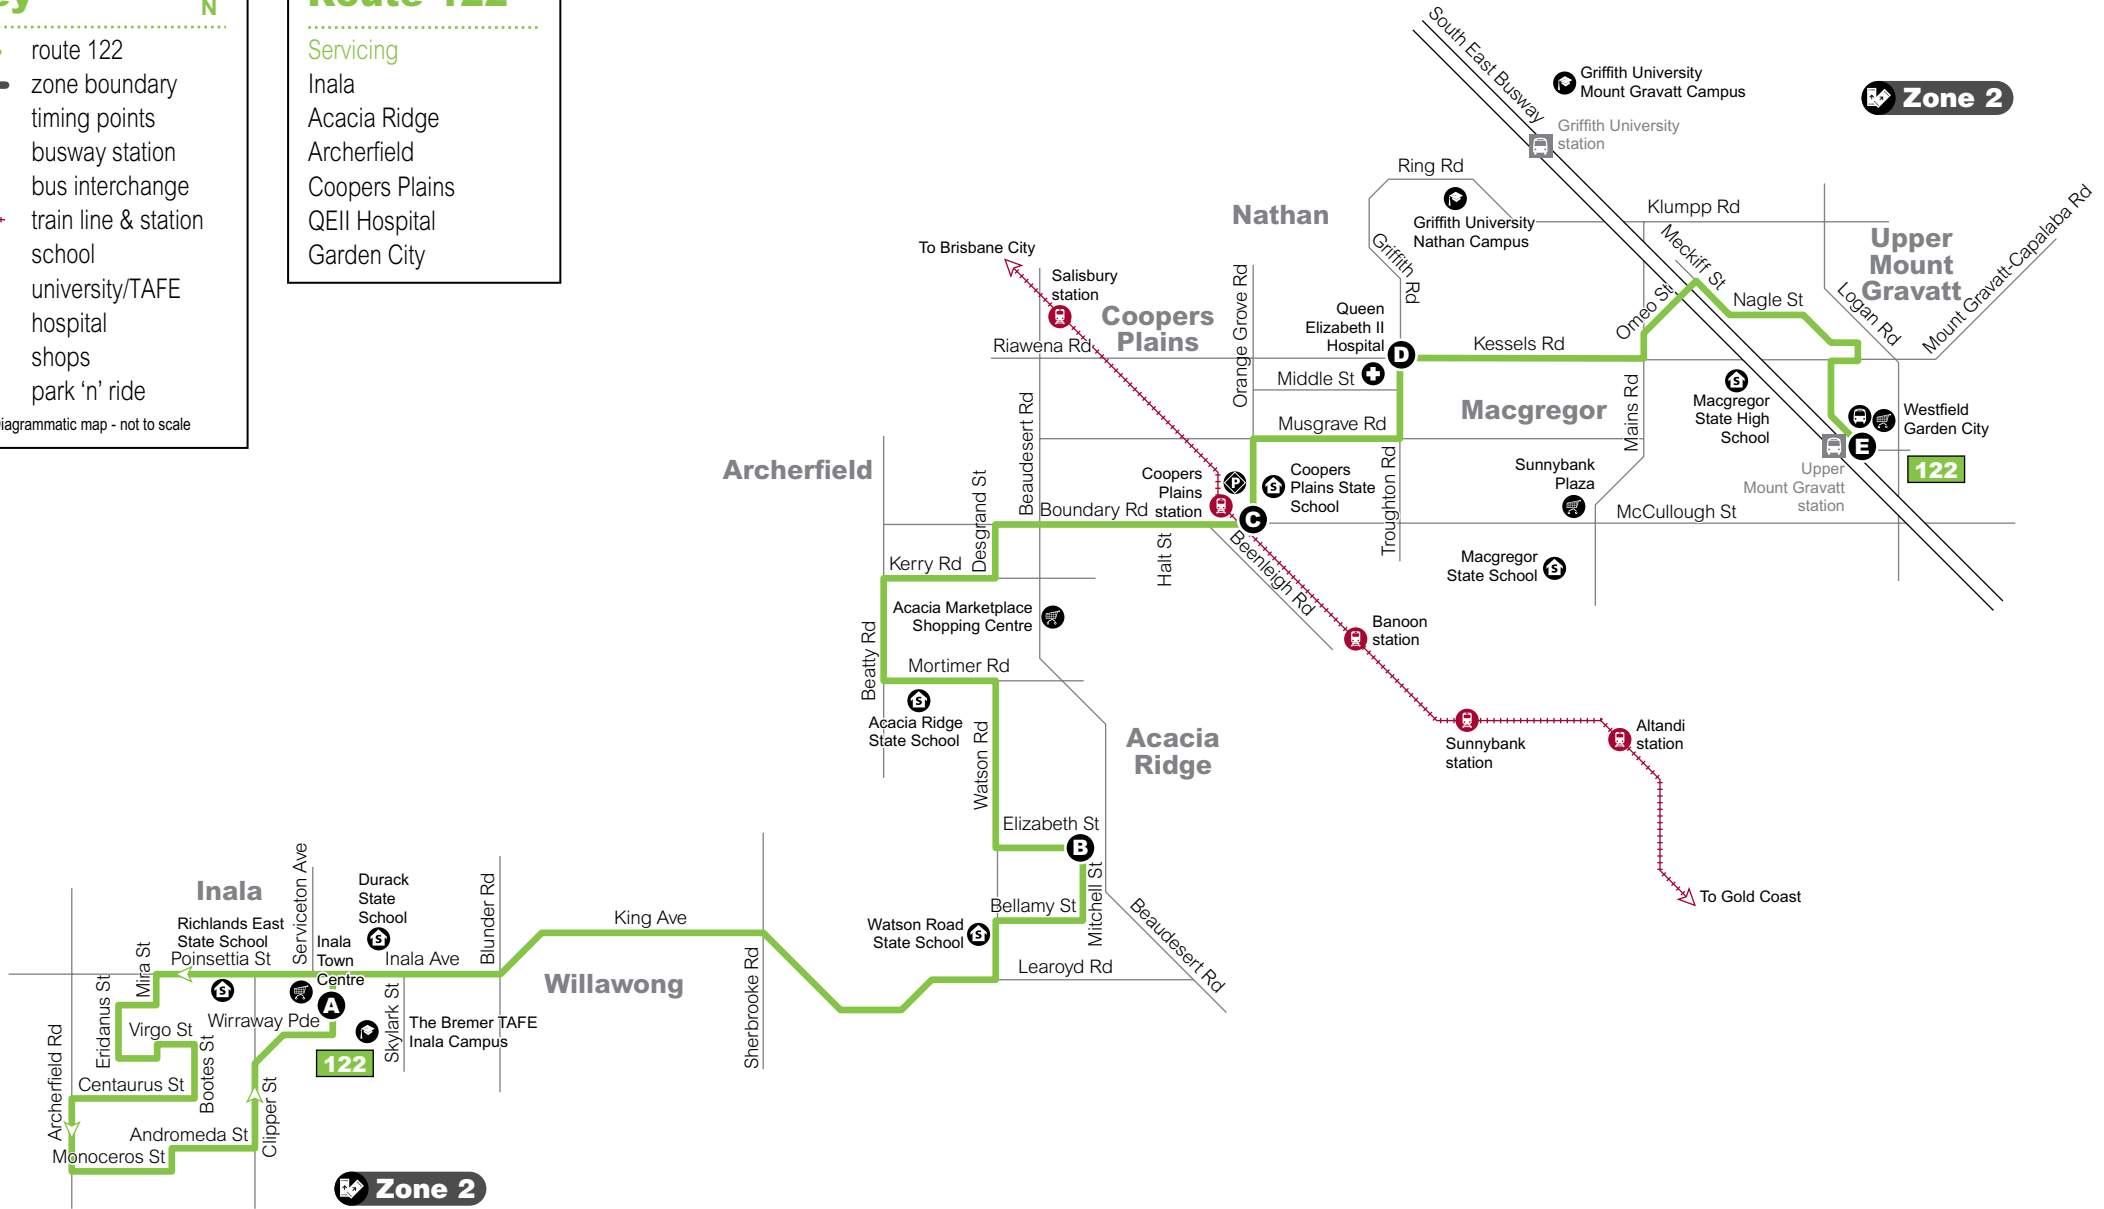 N
route 122
zone boundary
timing points
busway station
bus interchange
train line & station
school
university/TAFE
hospital
shops
park ‘n’ ride
iagrammatic map - not to scale
Route 122
Servicing
Inala
Acacia Ridge
Archerfield
Coopers Plains
QEII Hospital
Garden City
South East Busway
Griffith University
Mount Gravatt Campus
Zone 2
Griffith University
station
Ring Rd
Griffith University
Nathan Campus
Nathan
Griffith Rd
Klumpp Rd
Meckiff St
Upper
Mount
Gravatt
Mount Gravatt-Capalaba Rd
Logan Rd
Nagle St
Omeo St
To Brisbane City
Salisbury
station
Coopers
Plains
Orange Grove Rd
Queen
Elizabeth II
Hospital
D
Kessels Rd
Riawena Rd
Middle St
Macgregor
Mains Rd
Macgregor
State High
School
Westfield
Garden City
E
122
Upper
Mount Gravatt
station
Musgrave Rd
Beaudesert Rd
Archerfield
Desgrand St
Coopers
Plains
station
P
S
Coopers
Plains State
School
Troughton Rd
Sunnybank
Plaza
Boundary Rd
C
McCullough St
Halt St
Beenleigh Rd
Macgregor
State School
S
Kerry Rd
Acacia Marketplace
Shopping Centre
Beatty Rd
Mortimer Rd
S
Acacia Ridge
State School
Banoon
station
Sunnybank
station
Altandi
station
To Gold Coast
Acacia
Ridge
Watson Rd
Elizabeth St
B
Mitchell St
Bellamy St
Watson Road
State School
S
Learoyd Rd
Beaudesert Rd
Inala
Serviceton Ave
Durack
State
School
S
Blunder Rd
King Ave
Richlands East
State School
Poinsettia St
Inala
Town
Centre
Inala Ave
Willawong
Sherbrooke Rd
Mira St
Eridanus St
S
A
Wirraway Pde
Skylark St
The Bremer TAFE
Inala Campus
122
Virgo St
Bootes St
Archerfield Rd
Centaurus St
Clipper St
Andromeda St
Monoceros St
Zone 2